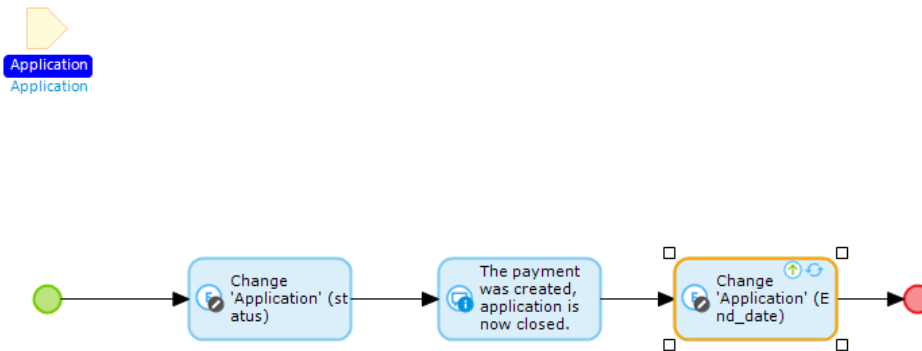 Application
Application
Change
'Application' (st
atus)
The payment
was created,
application is
now closed.
Change
'Application' (E
nd_date)